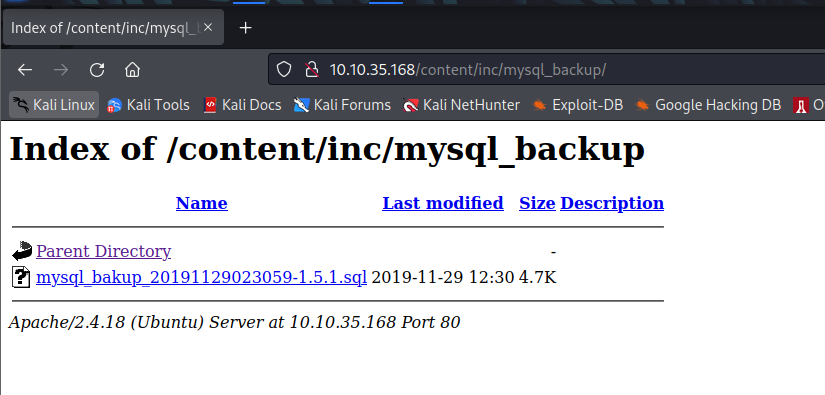 Index of /content/inc/mysql_b
10.10.35.168/content/inc/mysql_backup/
Kali Linux Kali Tools Kali Docs Kali Forums Kali NetHunter Exploit-DB Google Hacking DB O
Index of /content/inc/mysql_backup
Name Last modified Size Description
Parent Directory -
mysql_bakup_20191129023059-1.5.1.sql 2019-11-29 12:30 4.7K
Apache/2.4.18 (Ubuntu) Server at 10.10.35.168 Port 80